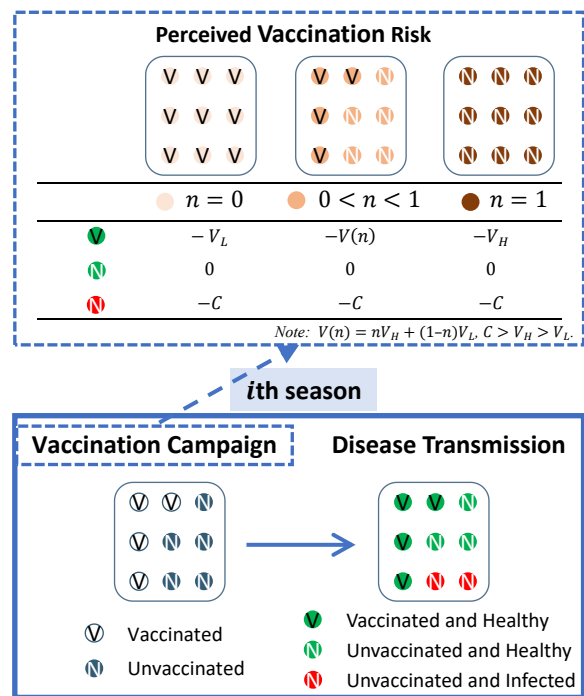 Perceived Vaccination Risk
V V V V V N N N N
V V V V N N N N N
V V V V N N N N N
n = 0 0 < n < 1 n = 1
V − V_L −V(n) −V_H
N 0 0 0
N −C −C −C
Note: V(n) = nV_H + (1–n)V_L, C > V_H > V_L.
ith season
Vaccination Campaign Disease Transmission
V V N V V N
V N N V N N
V N N V N N
V Vaccinated
N Unvaccinated
V Vaccinated and Healthy
N Unvaccinated and Healthy
N Unvaccinated and Infected